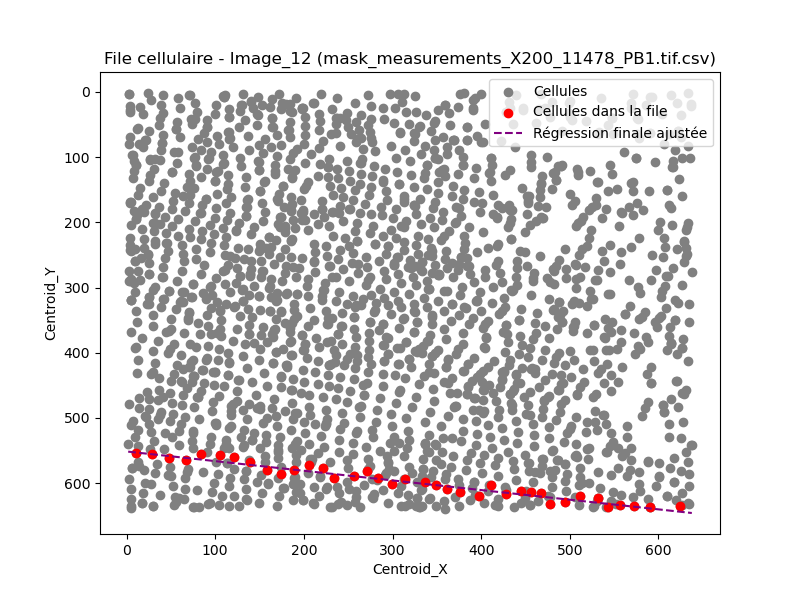 File cellulaire - Image_12 (mask_measurements_X200_11478_PB1.tif.csv)
Cellules
Cellules dans la file
Régression finale ajustée
0
100
200
300
400
500
600
Centroid_Y
0 100 200 300 400 500 600
Centroid_X